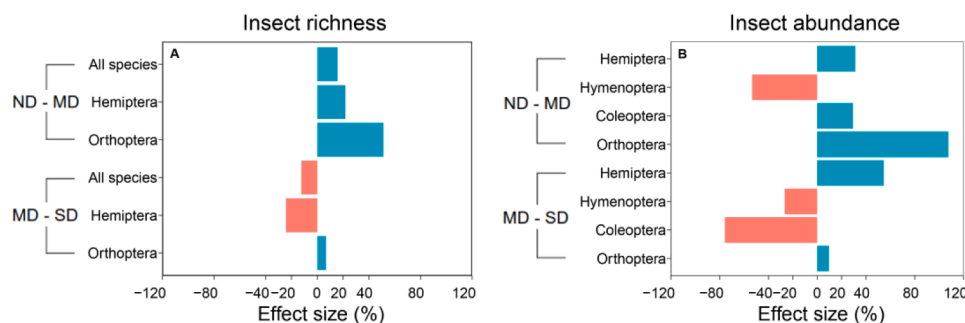 Insect richness
A
ND - MD
All species
Hemiptera
Orthoptera
MD - SD
All species
Hemiptera
Orthoptera
−120 −40 −20 0 20 40 80 120
Effect size (%)
Insect abundance
B
ND - MD
Hemiptera
Hymenoptera
Coleoptera
Orthoptera
MD - SD
Hemiptera
Hymenoptera
Coleoptera
Orthoptera
−120 −40 −20 0 20 40 80 120
Effect size (%)